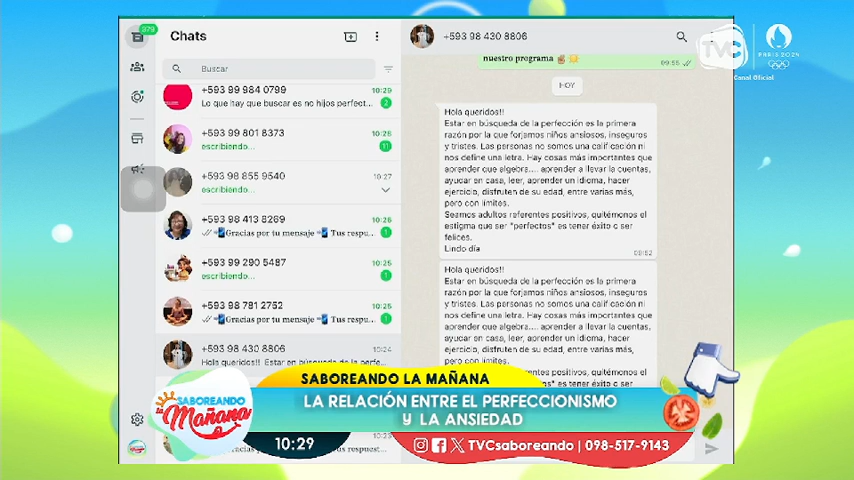 379
Chats
Buscar
+593 99 984 0799
10:29
Lo que hay que buscar es no hijos perfect...
2
+593 99 801 8373
10:28
escribiendo...
11
+593 98 855 9540
10:27
escribiendo...
+593 98 413 8269
10:26
Gracias por tu mensaje Tus respu...
1
+593 99 290 5487
10:25
escribiendo...
1
+593 98 781 2752
10:25
Gracias por tu mensaje Tus respu...
1
+593 98 430 8806
10:24
Hola queridos!! Estar en búsqueda de la perfe...
+593 98 430 8806
nuestro programa
09:55
HOY
Hola queridos!!
Estar en búsqueda de la perfección es la primera
razón por la que forjamos niños ansiosos, inseguros
y tristes. Las personas no somos una calificación ni
nos define una letra. Hay cosas más importantes que
aprender que algebra.... aprender a llevar la cuentas,
ayudar en casa, leer, aprender un idioma, hacer
ejercicio, disfruten de su edad, entre varias más,
pero con límites.
Seamos adultos referentes positivos, quitémonos el
estigma que ser "perfectos" es tener éxito o ser
felices.
Lindo día
09:52
Hola queridos!!
Estar en búsqueda de la perfección es la primera
razón por la que forjamos niños ansiosos, inseguros
y tristes. Las personas no somos una calificación ni
nos define una letra. Hay cosas más importantes que
aprender que algebra.... aprender a llevar la cuentas,
ayudar en casa, leer, aprender un idioma, hacer
ejercicio, disfruten de su edad, entre varias más,
pero con límites.
positivos, quitémonos el
es tener éxito o ser
TVC
PARIS 2024
Canal Oficial
SABOREANDO LA MAÑANA
SABOREANDO
Mañana
LA RELACIÓN ENTRE EL PERFECCIONISMO
Y LA ANSIEDAD
10:29
TVCsaboreando | 098-517-9143